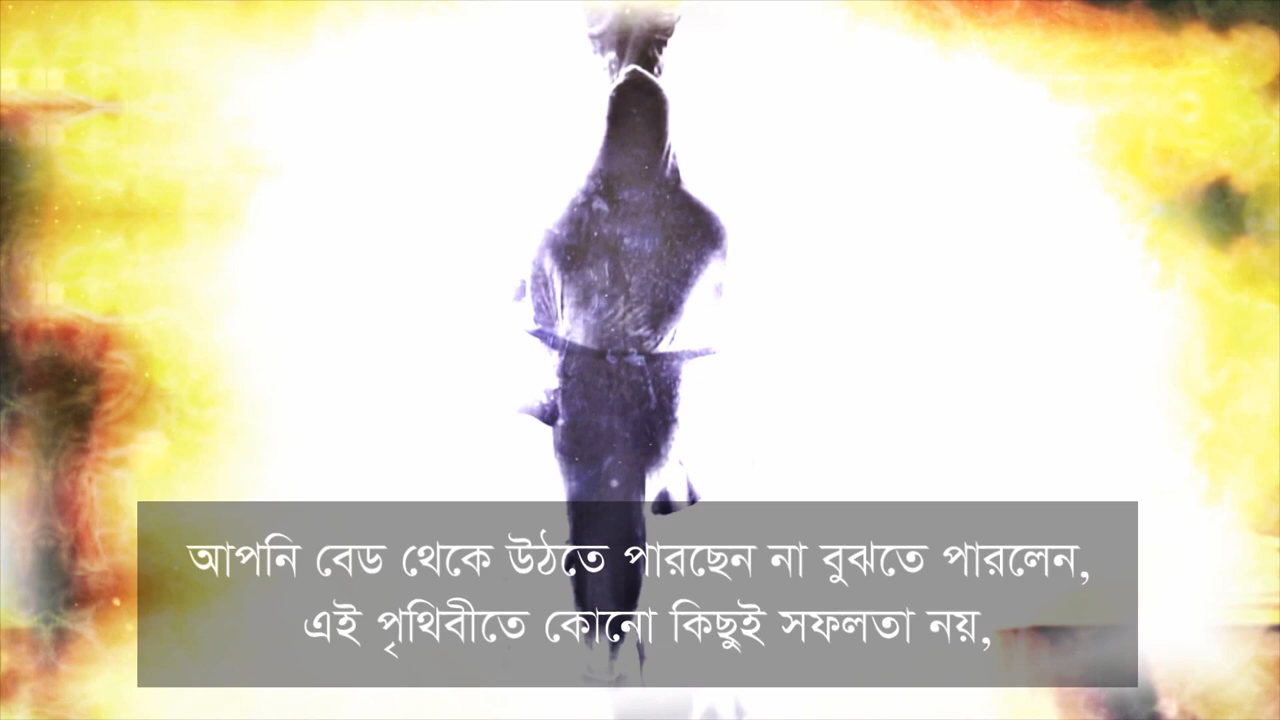 আপনি বেড থেকে উঠতে পারছেন না বুঝতে পারলেন,
এই পৃথিবীতে কোনো কিছুই সফলতা নয়,